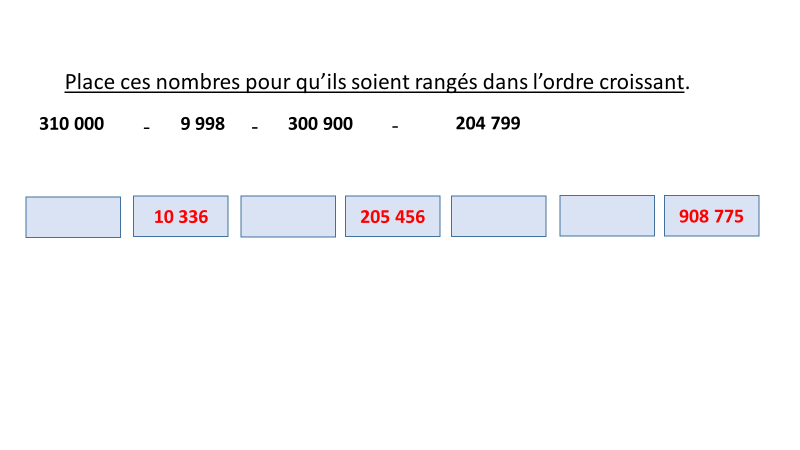 Place ces nombres pour qu’ils soient rangés dans l’ordre croissant.
310 000 - 9 998 - 300 900 - 204 799
10 336 205 456 908 775